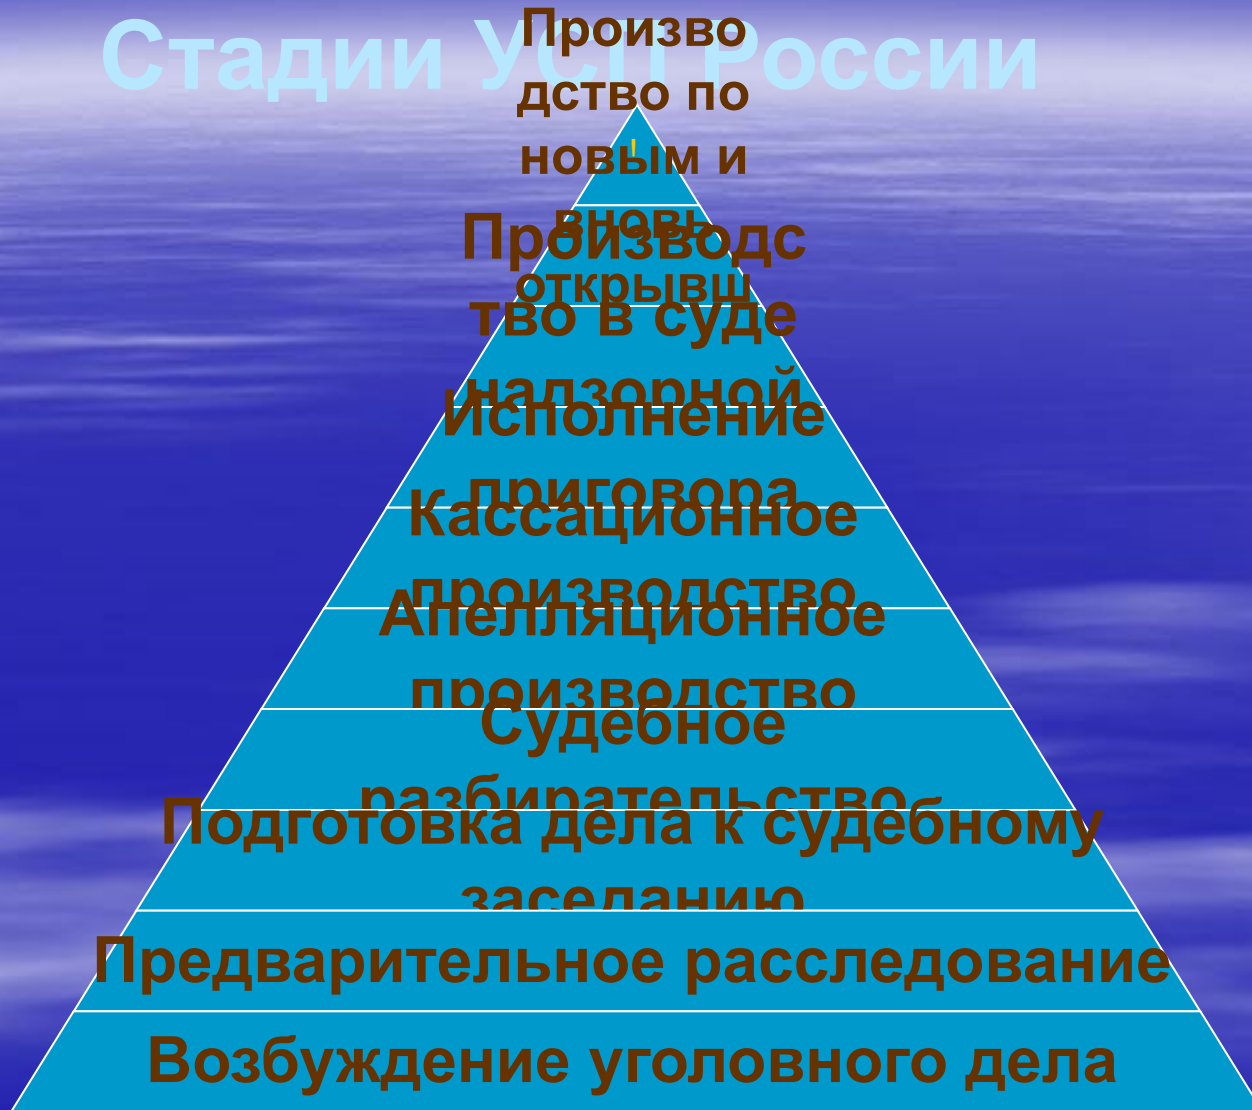 Стадии УСП России
Произво
дство по
новым и
вновь
открывш
!
Производс
тво в суде
надзорной
Исполнение
приговора
Кассационное
производство
Апелляционное
производство
Судебное
разбирательство
Подготовка дела к судебному
заседанию
Предварительное расследование
Возбуждение уголовного дела